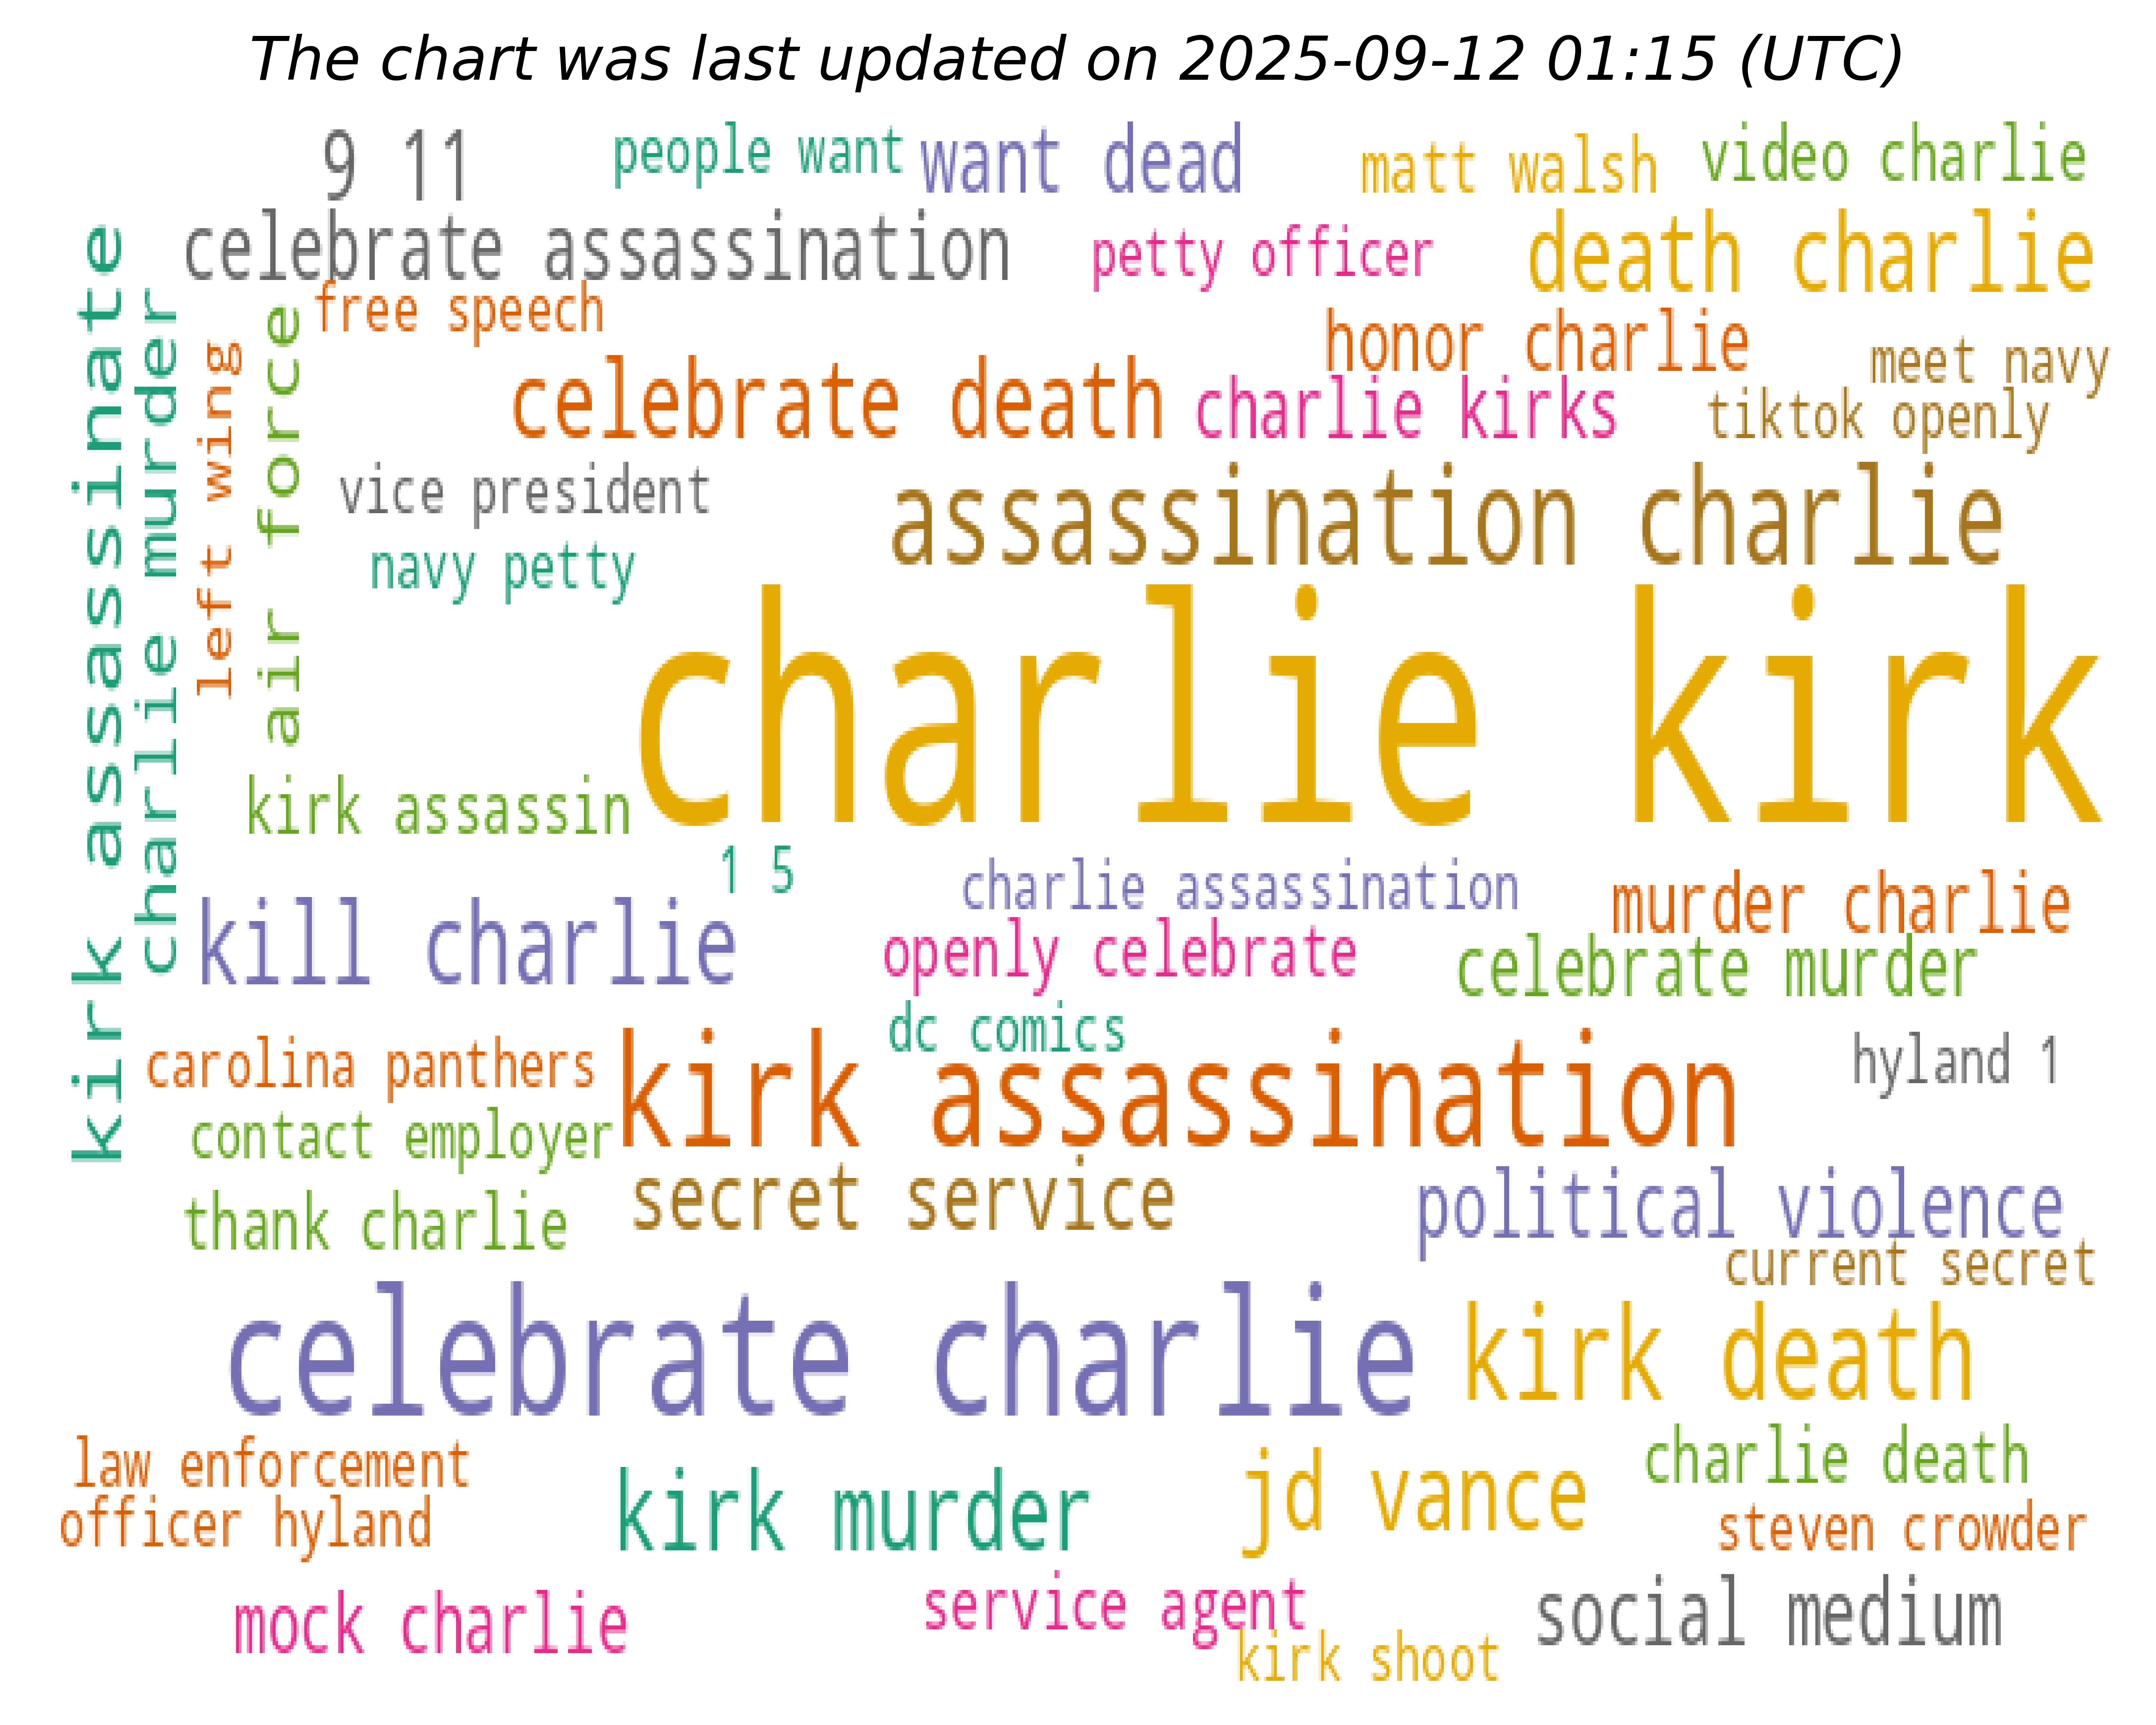 The chart was last updated on 2025-09-12 01:15 (UTC)
9 11
people want
want dead
matt walsh
video charlie
celebrate assassination
petty officer
death charlie
kirk assassinate
charlie murder
left wing
air force
free speech
honor charlie
meet navy
celebrate death
charlie kirks
tiktok openly
vice president
assassination charlie
navy petty
charlie kirk
kirk assassin
1 5
charlie assassination
murder charlie
kill charlie
openly celebrate
celebrate murder
dc comics
carolina panthers
kirk assassination
hyland 1
contact employer
secret service
political violence
thank charlie
current secret
celebrate charlie
kirk death
law enforcement
officer hyland
kirk murder
jd vance
charlie death
steven crowder
mock charlie
service agent
social medium
kirk shoot